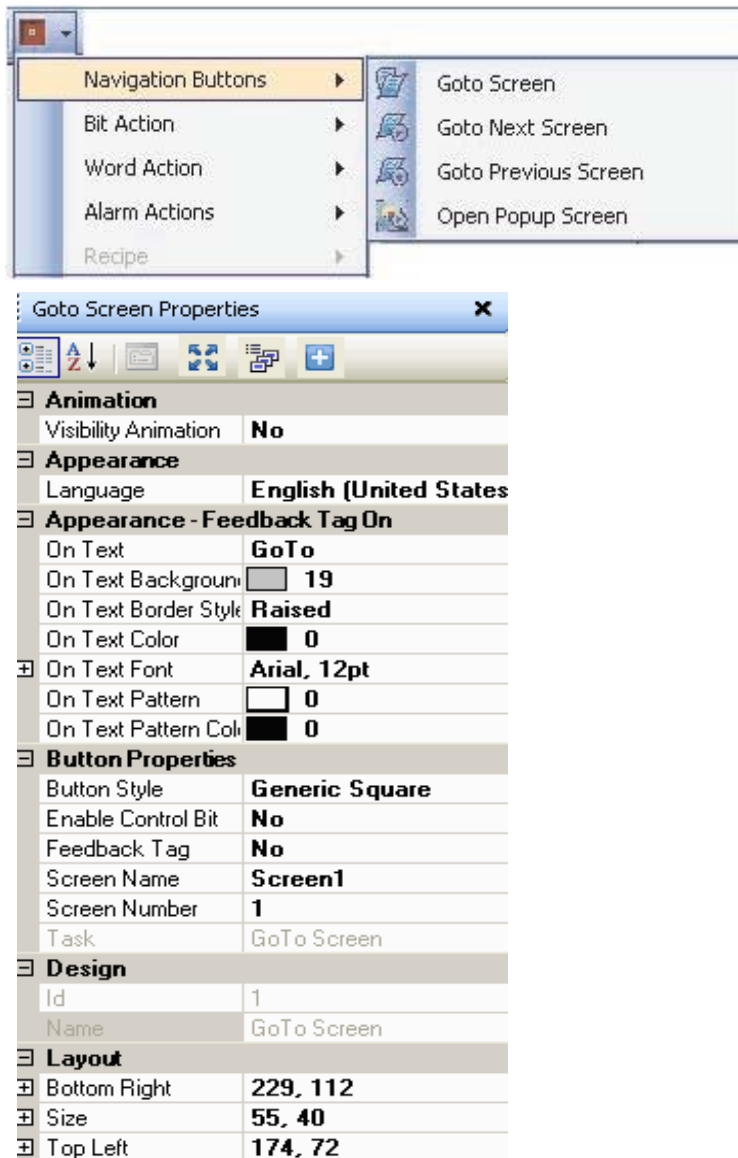 Navigation Buttons
Goto Screen
Bit Action
Goto Next Screen
Word Action
Goto Previous Screen
Alarm Actions
Open Popup Screen
Recipe
Goto Screen Properties
Animation
Visibility Animation No
Appearance
Language English (United States
Appearance - Feedback Tag On
On Text GoTo
On Text Backgroun 19
On Text Border Style Raised
On Text Color 0
On Text Font Arial, 12pt
On Text Pattern 0
On Text Pattern Col 0
Button Properties
Button Style Generic Square
Enable Control Bit No
Feedback Tag No
Screen Name Screen1
Screen Number 1
Task GoTo Screen
Design
Id 1
Name GoTo Screen
Layout
Bottom Right 229, 112
Size 55, 40
Top Left 174, 72